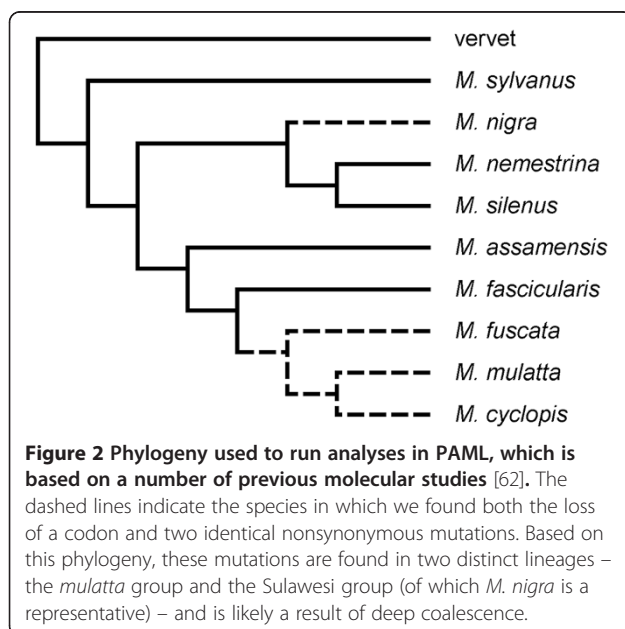 vervet
M. sylvanus
M. nigra
M. nemestrina
M. silenus
M. assamensis
M. fascicularis
M. fuscata
M. mulatta
M. cyclopis
Figure 2 Phylogeny used to run analyses in PAML, which is
based on a number of previous molecular studies [62]. The
dashed lines indicate the species in which we found both the loss
of a codon and two identical nonsynonymous mutations. Based on
this phylogeny, these mutations are found in two distinct lineages –
the mulatta group and the Sulawesi group (of which M. nigra is a
representative) – and is likely a result of deep coalescence.